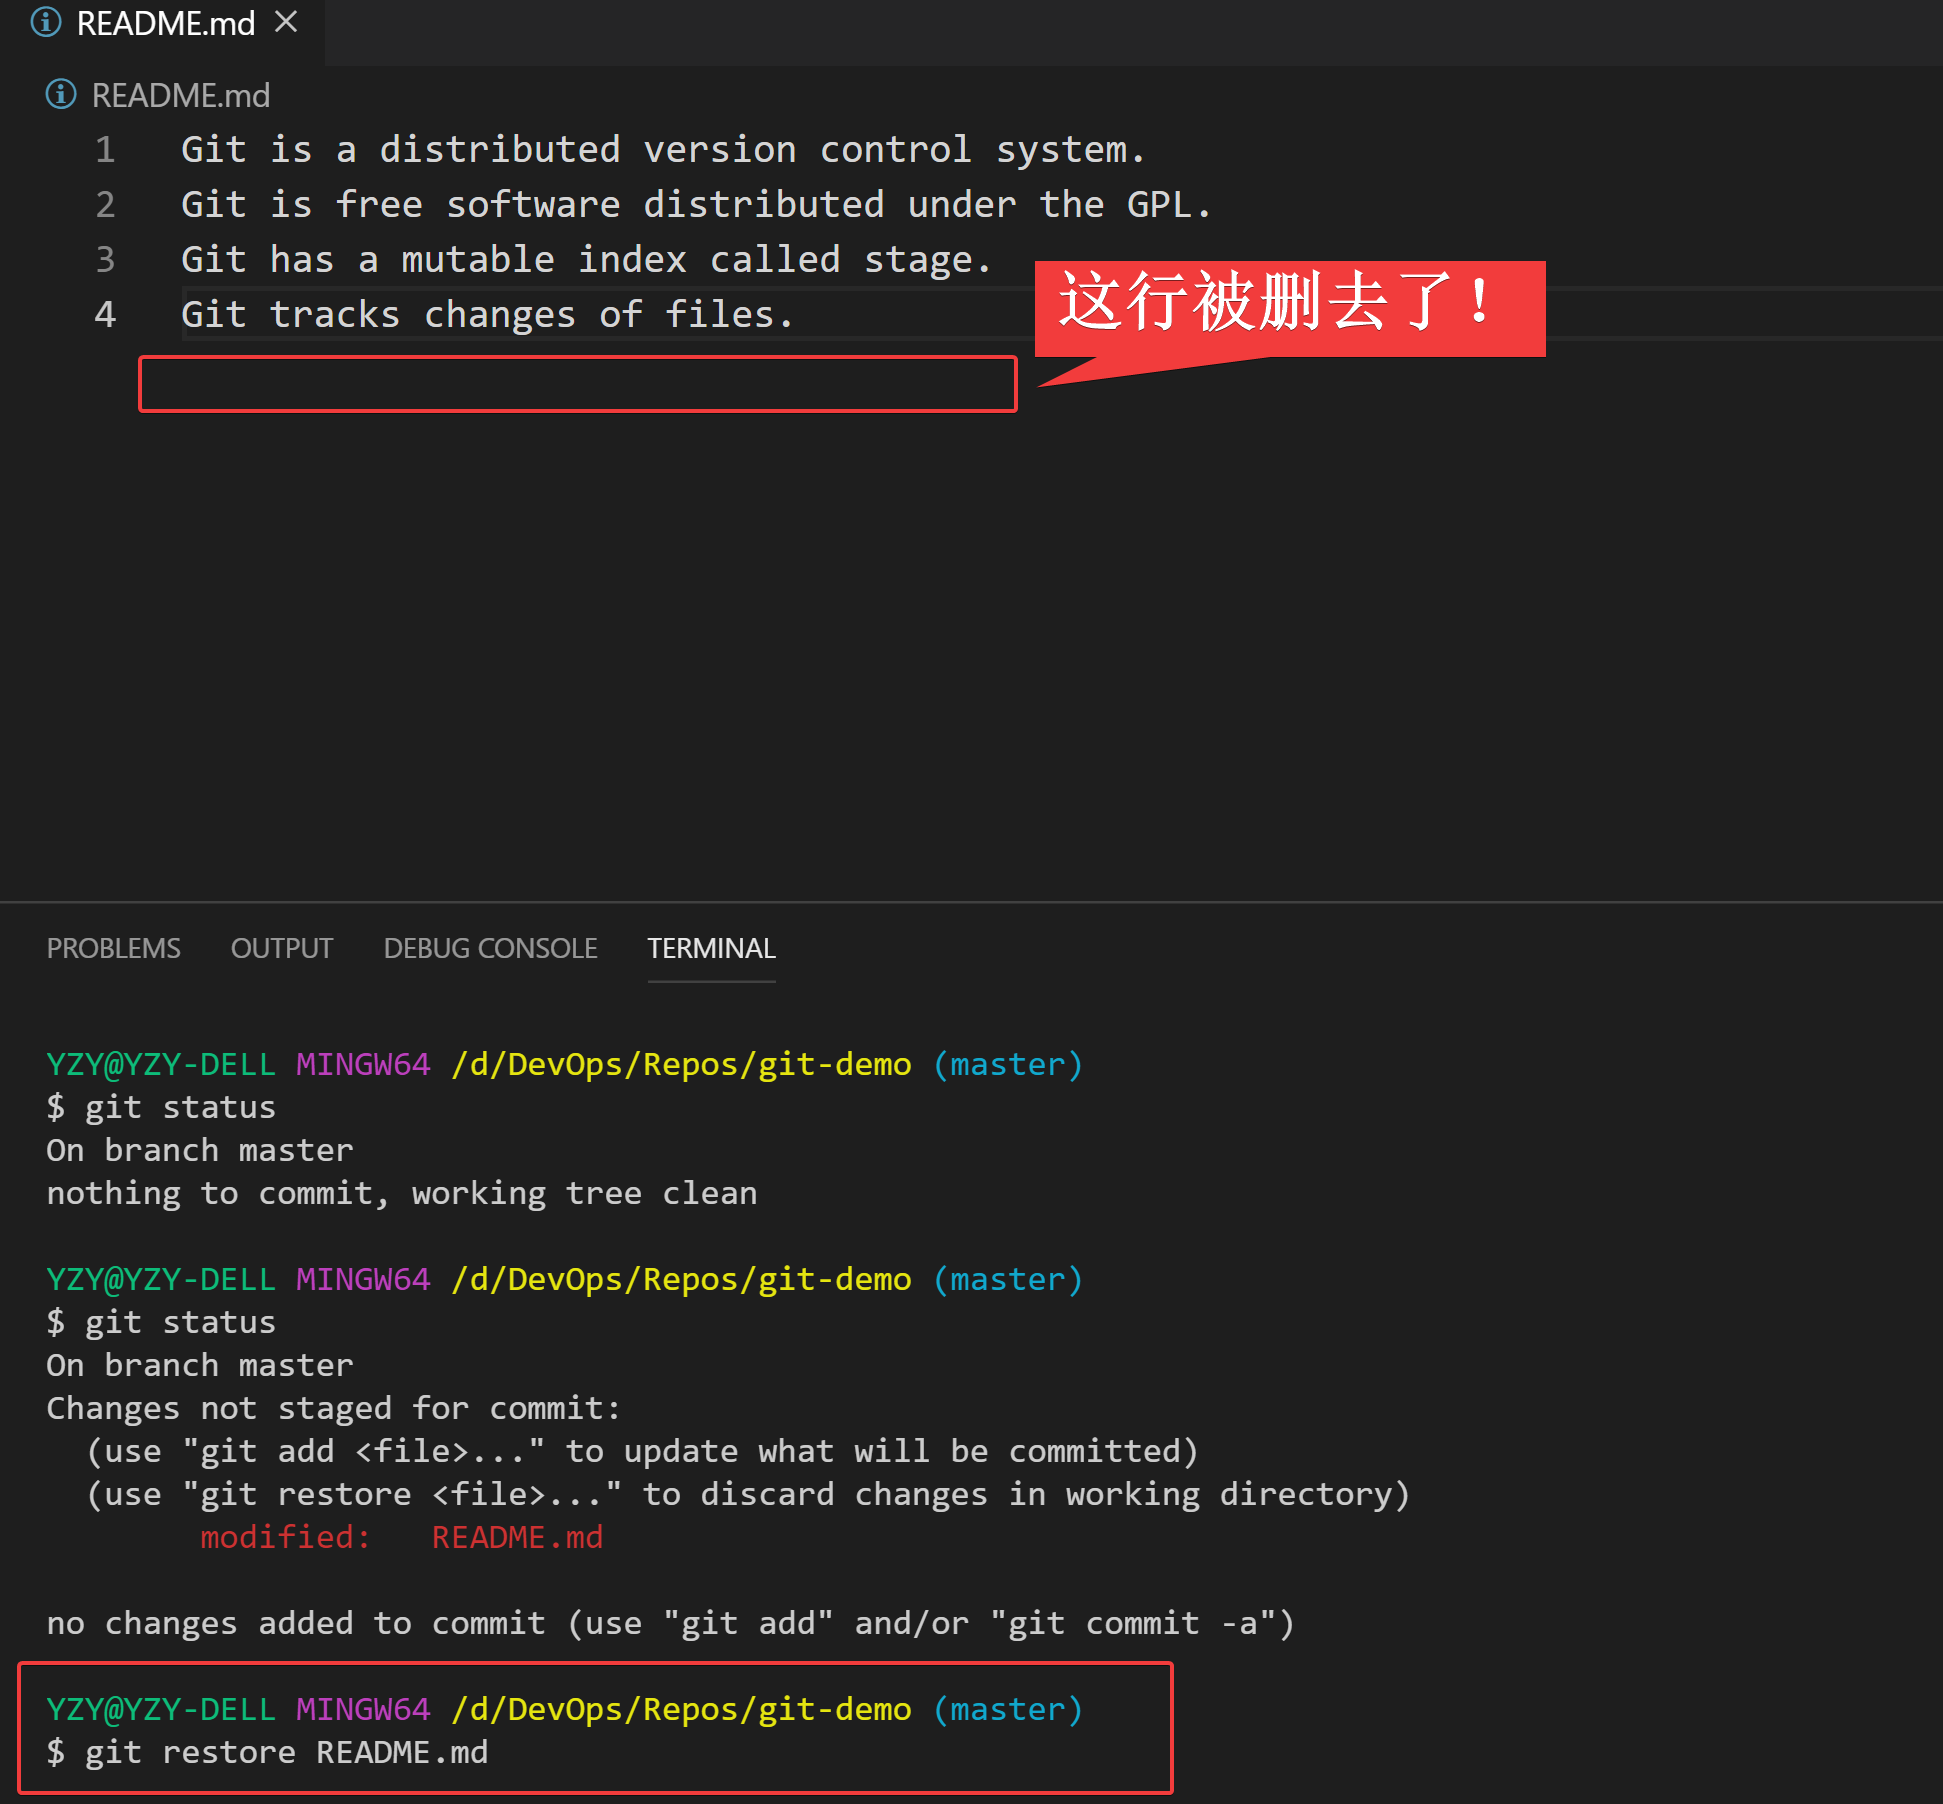 README.md
README.md
1 Git is a distributed version control system.
2 Git is free software distributed under the GPL.
3 Git has a mutable index called stage.
4 Git tracks changes of files.
这行被删去了！
PROBLEMS OUTPUT DEBUG CONSOLE TERMINAL
YZY@YZY-DELL MINGW64 /d/DevOps/Repos/git-demo (master)
$ git status
On branch master
nothing to commit, working tree clean
YZY@YZY-DELL MINGW64 /d/DevOps/Repos/git-demo (master)
$ git status
On branch master
Changes not staged for commit:
(use "git add <file>..." to update what will be committed)
(use "git restore <file>..." to discard changes in working directory)
modified: README.md
no changes added to commit (use "git add" and/or "git commit -a")
YZY@YZY-DELL MINGW64 /d/DevOps/Repos/git-demo (master)
$ git restore README.md